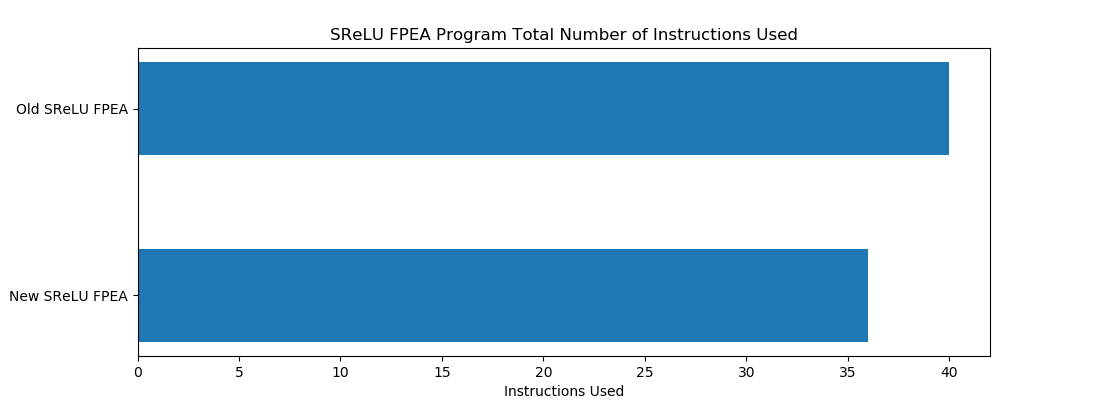 SReLU FPEA Program Total Number of Instructions Used
Old SReLU FPEA
New SReLU FPEA
0 5 10 15 20 25 30 35 40
Instructions Used